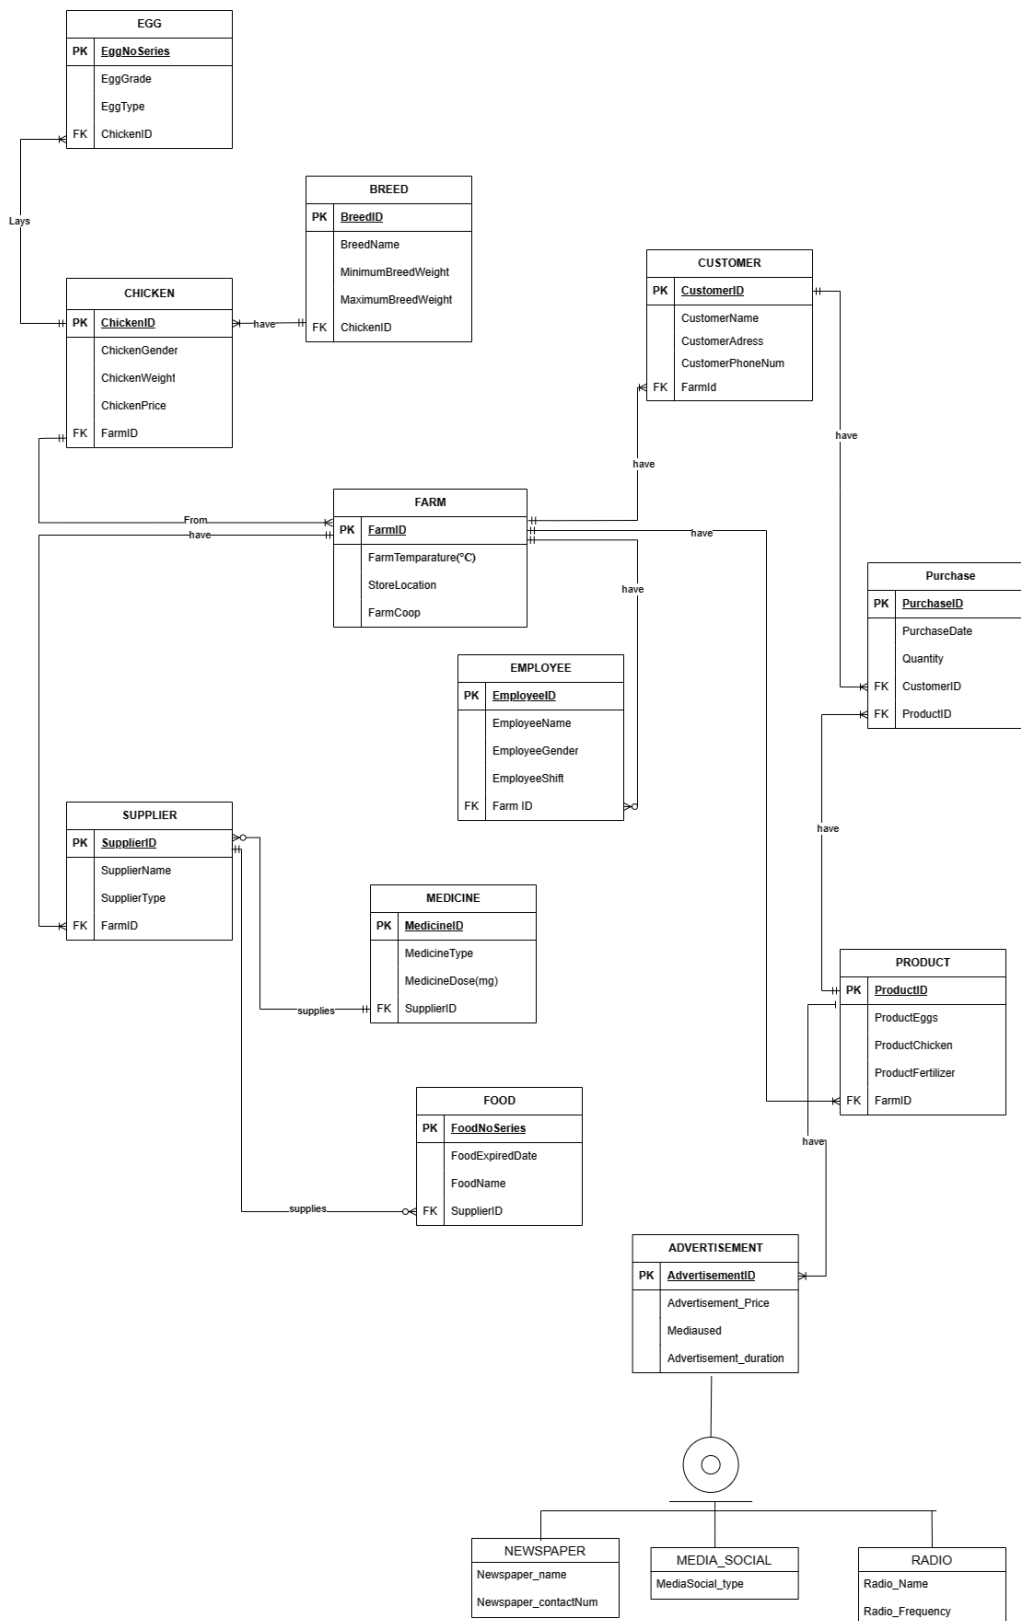 EGG
PK EggNoSeries
EggGrade
EggType
FK ChickenID
Lays
BREED
PK BreedID
BreedName
MinimumBreedWeight
MaximumBreedWeight
FK ChickenID
CHICKEN
PK ChickenID
ChickenGender
ChickenWeight
ChickenPrice
FK FarmID
have
CUSTOMER
PK CustomerID
CustomerName
CustomerAdress
CustomerPhoneNum
FK FarmId
have
have
From
have
FARM
PK FarmID
FarmTemparature(°C)
StoreLocation
FarmCoop
have
have
Purchase
PK PurchaseID
PurchaseDate
Quantity
FK CustomerID
FK ProductID
EMPLOYEE
PK EmployeeID
EmployeeName
EmployeeGender
EmployeeShift
FK Farm ID
have
SUPPLIER
PK SupplierID
SupplierName
SupplierType
FK FarmID
MEDICINE
PK MedicineID
MedicineType
MedicineDose(mg)
FK SupplierID
supplies
PRODUCT
PK ProductID
ProductEggs
ProductChicken
ProductFertilizer
FK FarmID
have
FOOD
PK FoodNoSeries
FoodExpiredDate
FoodName
FK SupplierID
supplies
ADVERTISEMENT
PK AdvertisementID
Advertisement_Price
Mediaused
Advertisement_duration
NEWSPAPER
Newspaper_name
Newspaper_contactNum
MEDIA_SOCIAL
MediaSocial_type
RADIO
Radio_Name
Radio_Frequency